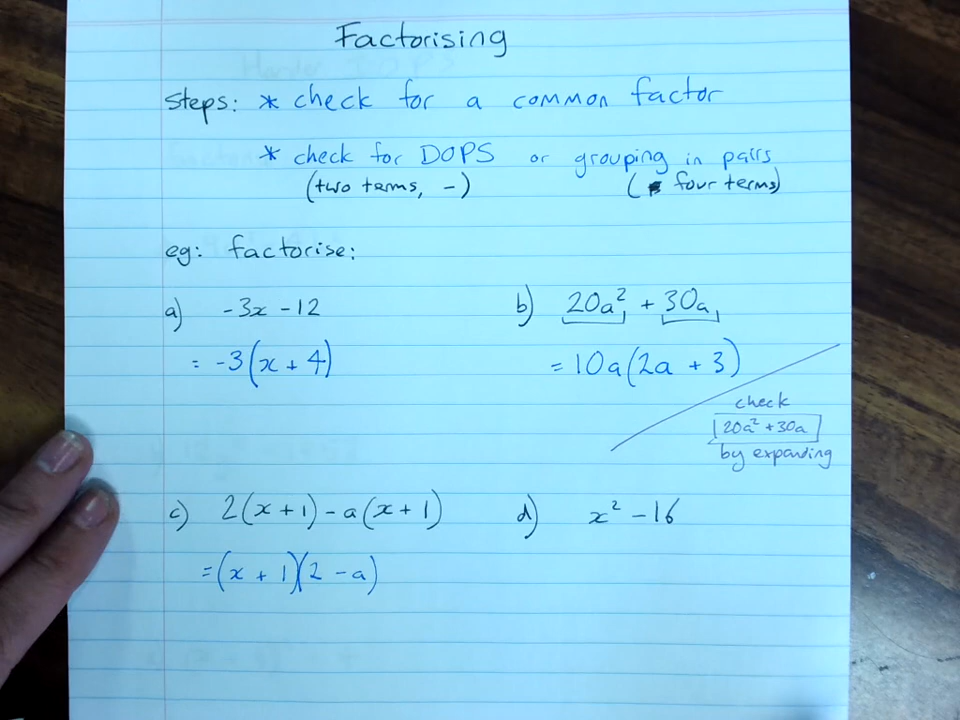 Factorising
steps: * check for a common factor
* check for DOPS or grouping in pairs
(two terms, -) (four terms)
eg: factorise:
a) -3x - 12
= -3(x + 4)
b) 20a² + 30a
= 10a(2a + 3)
check
20a² + 30a
by expanding
c) 2(x + 1) - a(x + 1)
= (x + 1)(2 - a)
d) x² - 16